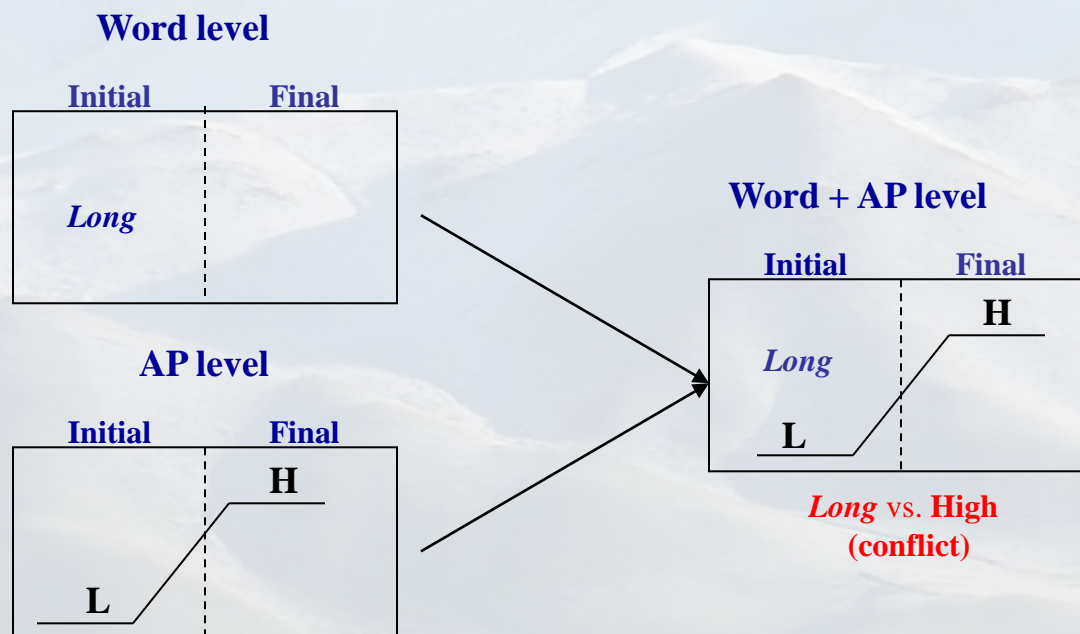 Word level
Initial Final
Long
AP level
Initial Final
H
L
Word + AP level
Initial Final
H
Long
L
Long vs. High
(conflict)